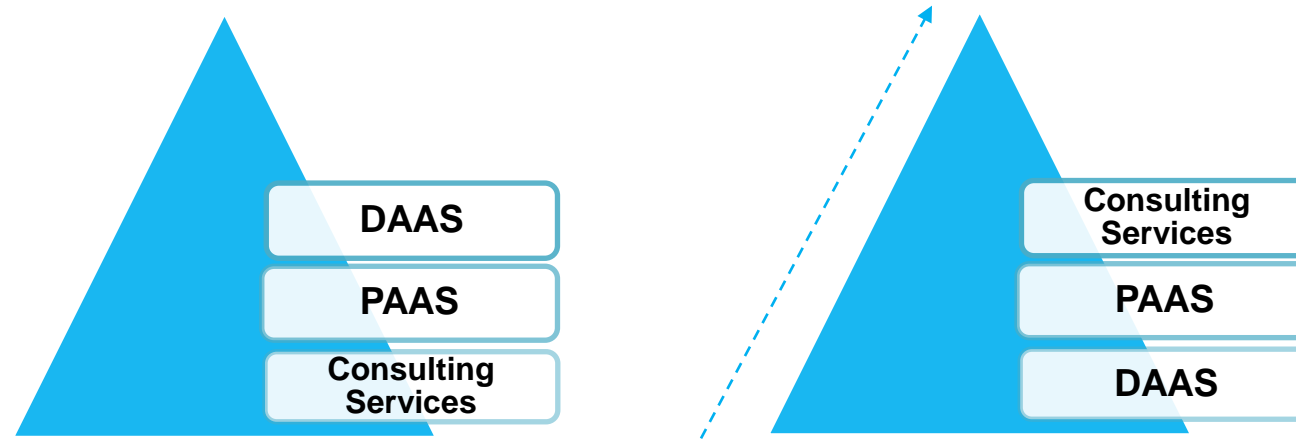 DAAS
PAAS
Consulting
Services
Consulting
Services
PAAS
DAAS